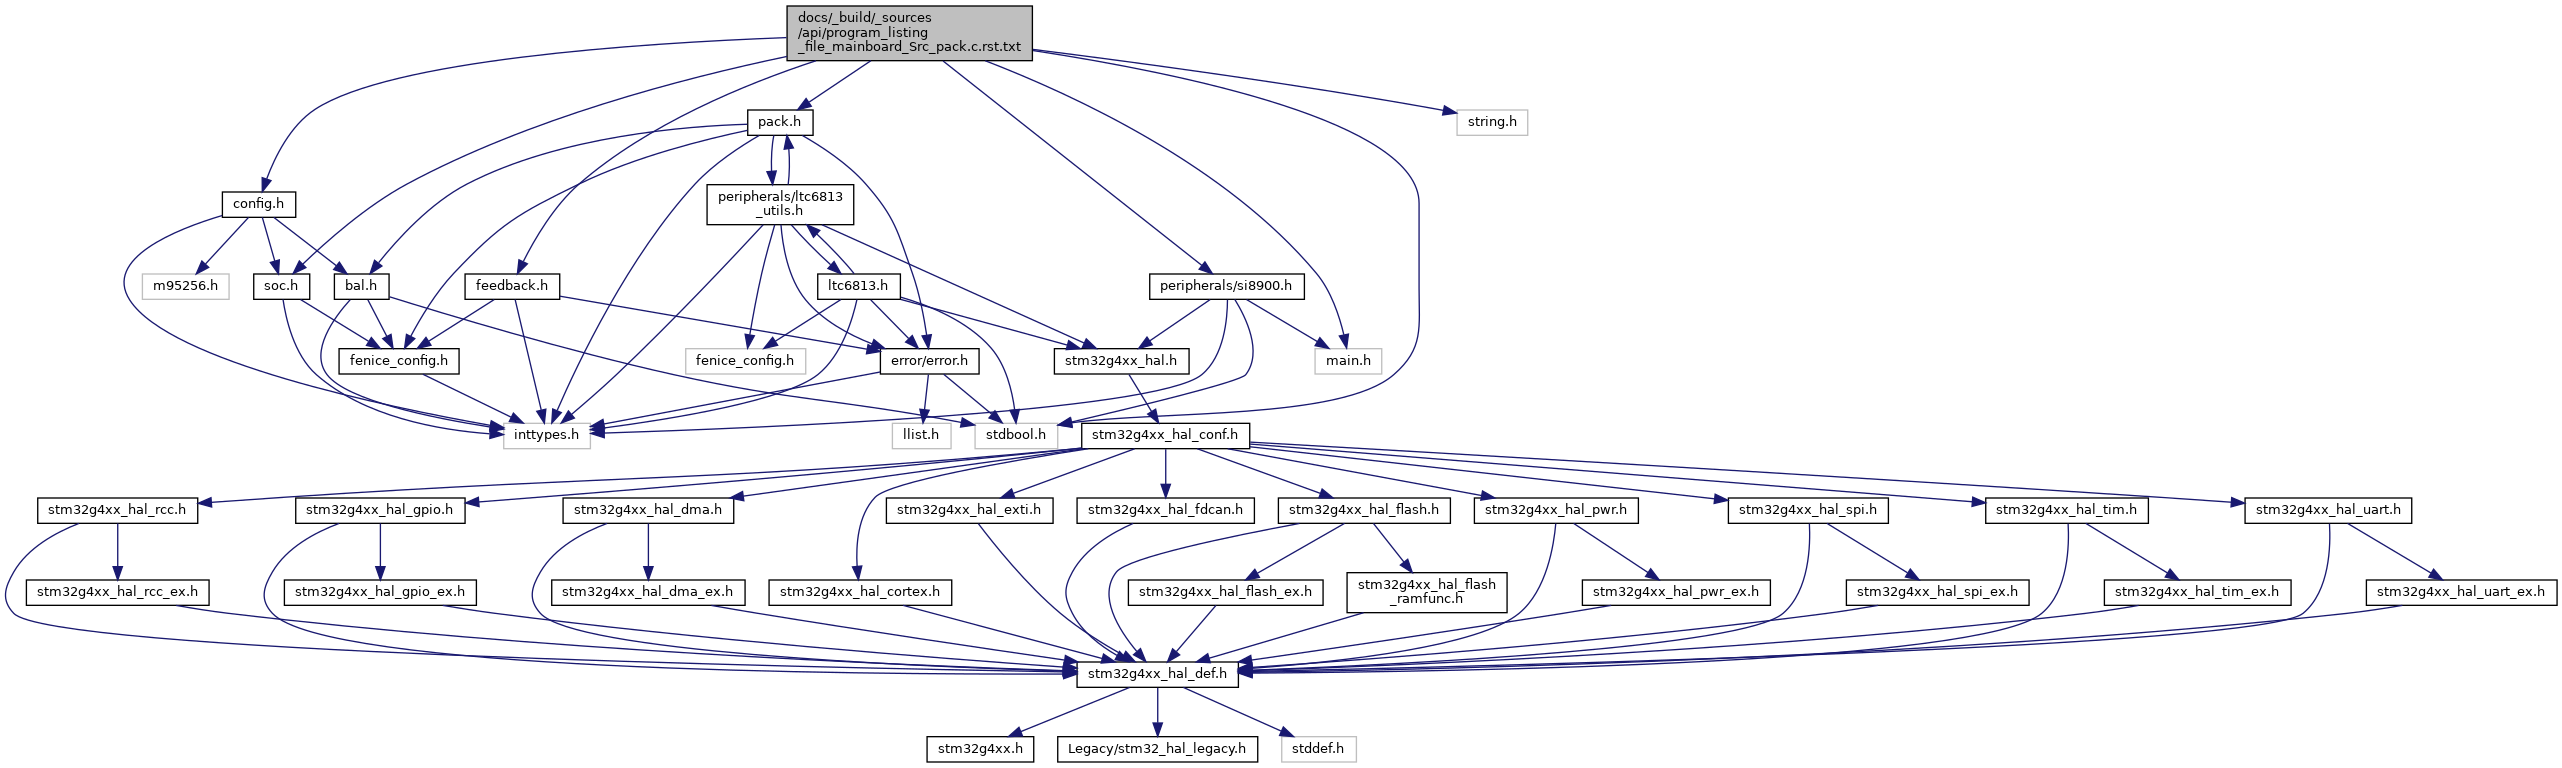 docs/_build/_sources
/api/program_listing
_file_mainboard_Src_pack.c.rst.txt
pack.h
string.h
config.h
peripherals/ltc6813
_utils.h
m95256.h
soc.h
bal.h
feedback.h
ltc6813.h
peripherals/si8900.h
fenice_config.h
fenice_config.h
error/error.h
stm32g4xx_hal.h
main.h
inttypes.h
llist.h
stdbool.h
stm32g4xx_hal_conf.h
stm32g4xx_hal_rcc.h
stm32g4xx_hal_gpio.h
stm32g4xx_hal_dma.h
stm32g4xx_hal_exti.h
stm32g4xx_hal_fdcan.h
stm32g4xx_hal_flash.h
stm32g4xx_hal_pwr.h
stm32g4xx_hal_spi.h
stm32g4xx_hal_tim.h
stm32g4xx_hal_uart.h
stm32g4xx_hal_rcc_ex.h
stm32g4xx_hal_gpio_ex.h
stm32g4xx_hal_dma_ex.h
stm32g4xx_hal_cortex.h
stm32g4xx_hal_flash_ex.h
stm32g4xx_hal_flash
_ramfunc.h
stm32g4xx_hal_pwr_ex.h
stm32g4xx_hal_spi_ex.h
stm32g4xx_hal_tim_ex.h
stm32g4xx_hal_uart_ex.h
stm32g4xx_hal_def.h
stm32g4xx.h
Legacy/stm32_hal_legacy.h
stddef.h